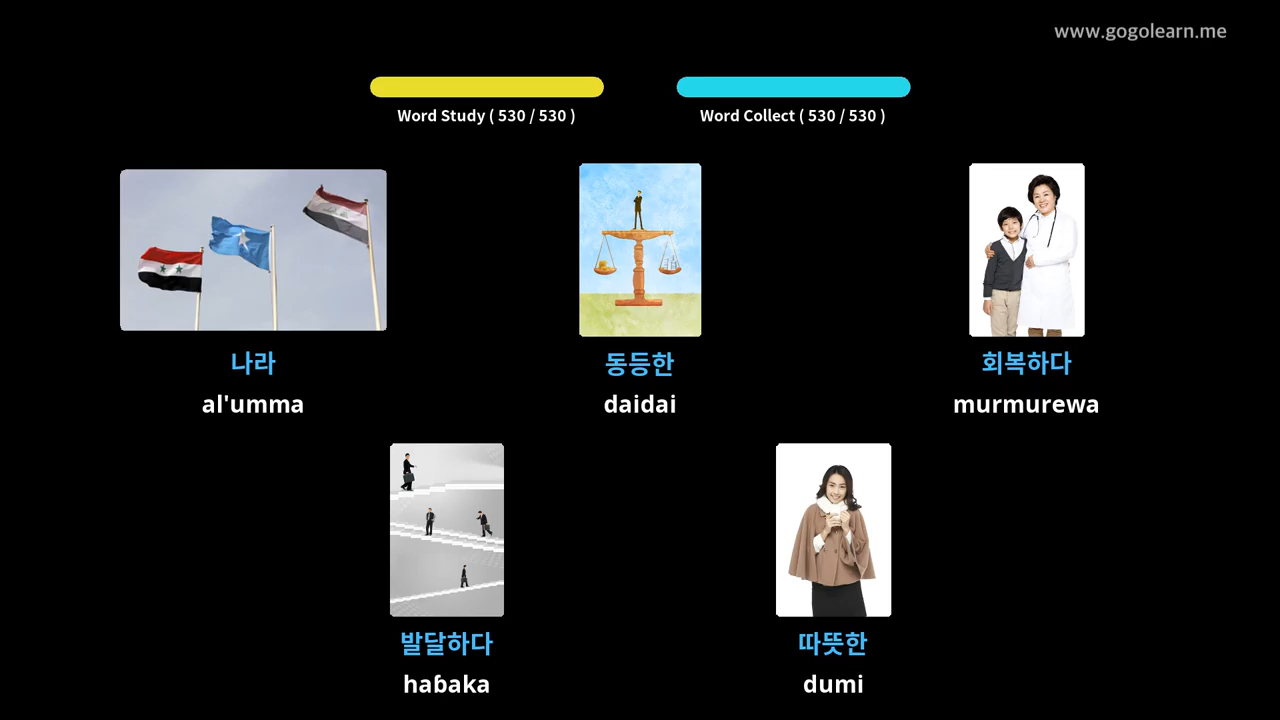 www.gogolearn.me
Word Study ( 530 / 530 )
Word Collect ( 530 / 530 )
나라
동등한
회복하다
al'umma
daidai
murmurewa
발달하다
따뜻한
haɓaka
dumi